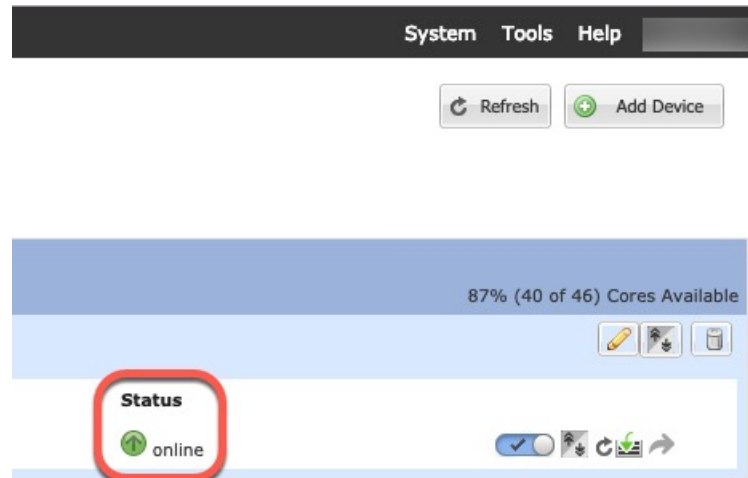 System Tools Help
Refresh Add Device
87% (40 of 46) Cores Available
Status
online